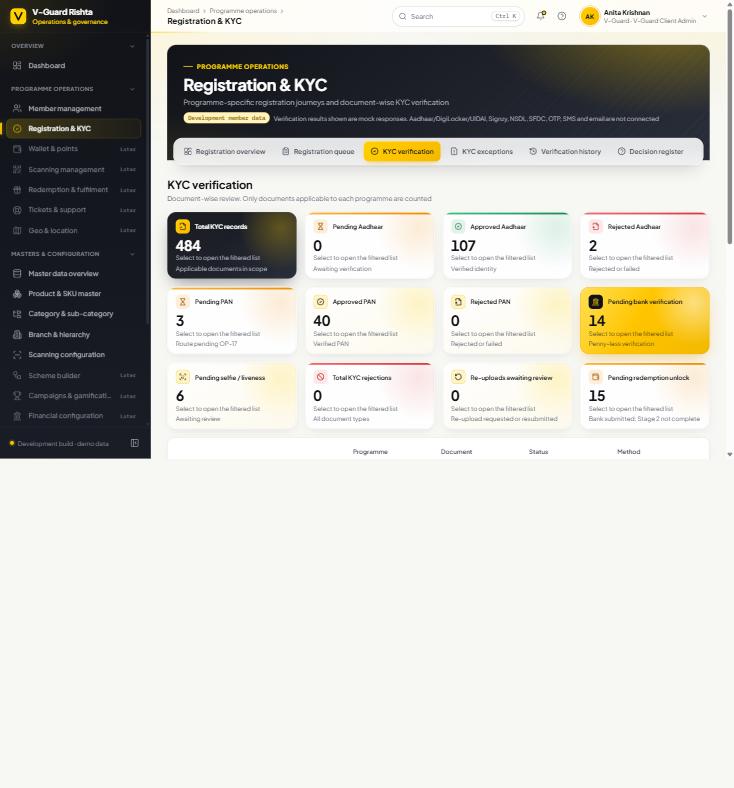 V-Guard Rishta
Operations & governance
OVERVIEW
Dashboard
PROGRAMME OPERATIONS
Member management
Registration & KYC
Wallet & points Later
Scanning management Later
Redemption & fulfilment Later
Tickets & support Later
Geo & location Later
MASTERS & CONFIGURATION
Master data overview
Product & SKU master
Category & sub-category
Branch & hierarchy
Scanning configuration
Scheme builder Later
Campaigns & gamificati... Later
Financial configuration Later
Development build · demo data
Dashboard › Programme operations ›
Registration & KYC
Search Ctrl K
AK
Anita Krishnan
V-Guard · V-Guard Client Admin
PROGRAMME OPERATIONS
Registration & KYC
Programme-specific registration journeys and document-wise KYC verification
Development member data Verification results shown are mock responses. Aadhaar/DigiLocker/UIDAI, Signzy, NSDL, SFDC, OTP, SMS and email are not connected
Registration overview Registration queue KYC verification KYC exceptions Verification history Decision register
KYC verification
Document-wise review. Only documents applicable to each programme are counted
Total KYC records
484
Select to open the filtered list
Applicable documents in scope
Pending Aadhaar
0
Select to open the filtered list
Awaiting verification
Approved Aadhaar
107
Select to open the filtered list
Verified identity
Rejected Aadhaar
2
Select to open the filtered list
Rejected or failed
Pending PAN
3
Select to open the filtered list
Route pending OP-17
Approved PAN
40
Select to open the filtered list
Verified PAN
Rejected PAN
0
Select to open the filtered list
Rejected or failed
Pending bank verification
14
Select to open the filtered list
Penny-less verification
Pending selfie / liveness
6
Select to open the filtered list
Awaiting review
Total KYC rejections
0
Select to open the filtered list
All document types
Re-uploads awaiting review
0
Select to open the filtered list
Re-upload requested or resubmitted
Pending redemption unlock
15
Select to open the filtered list
Bank submitted; Stage 2 not complete
Programme Document Status Method